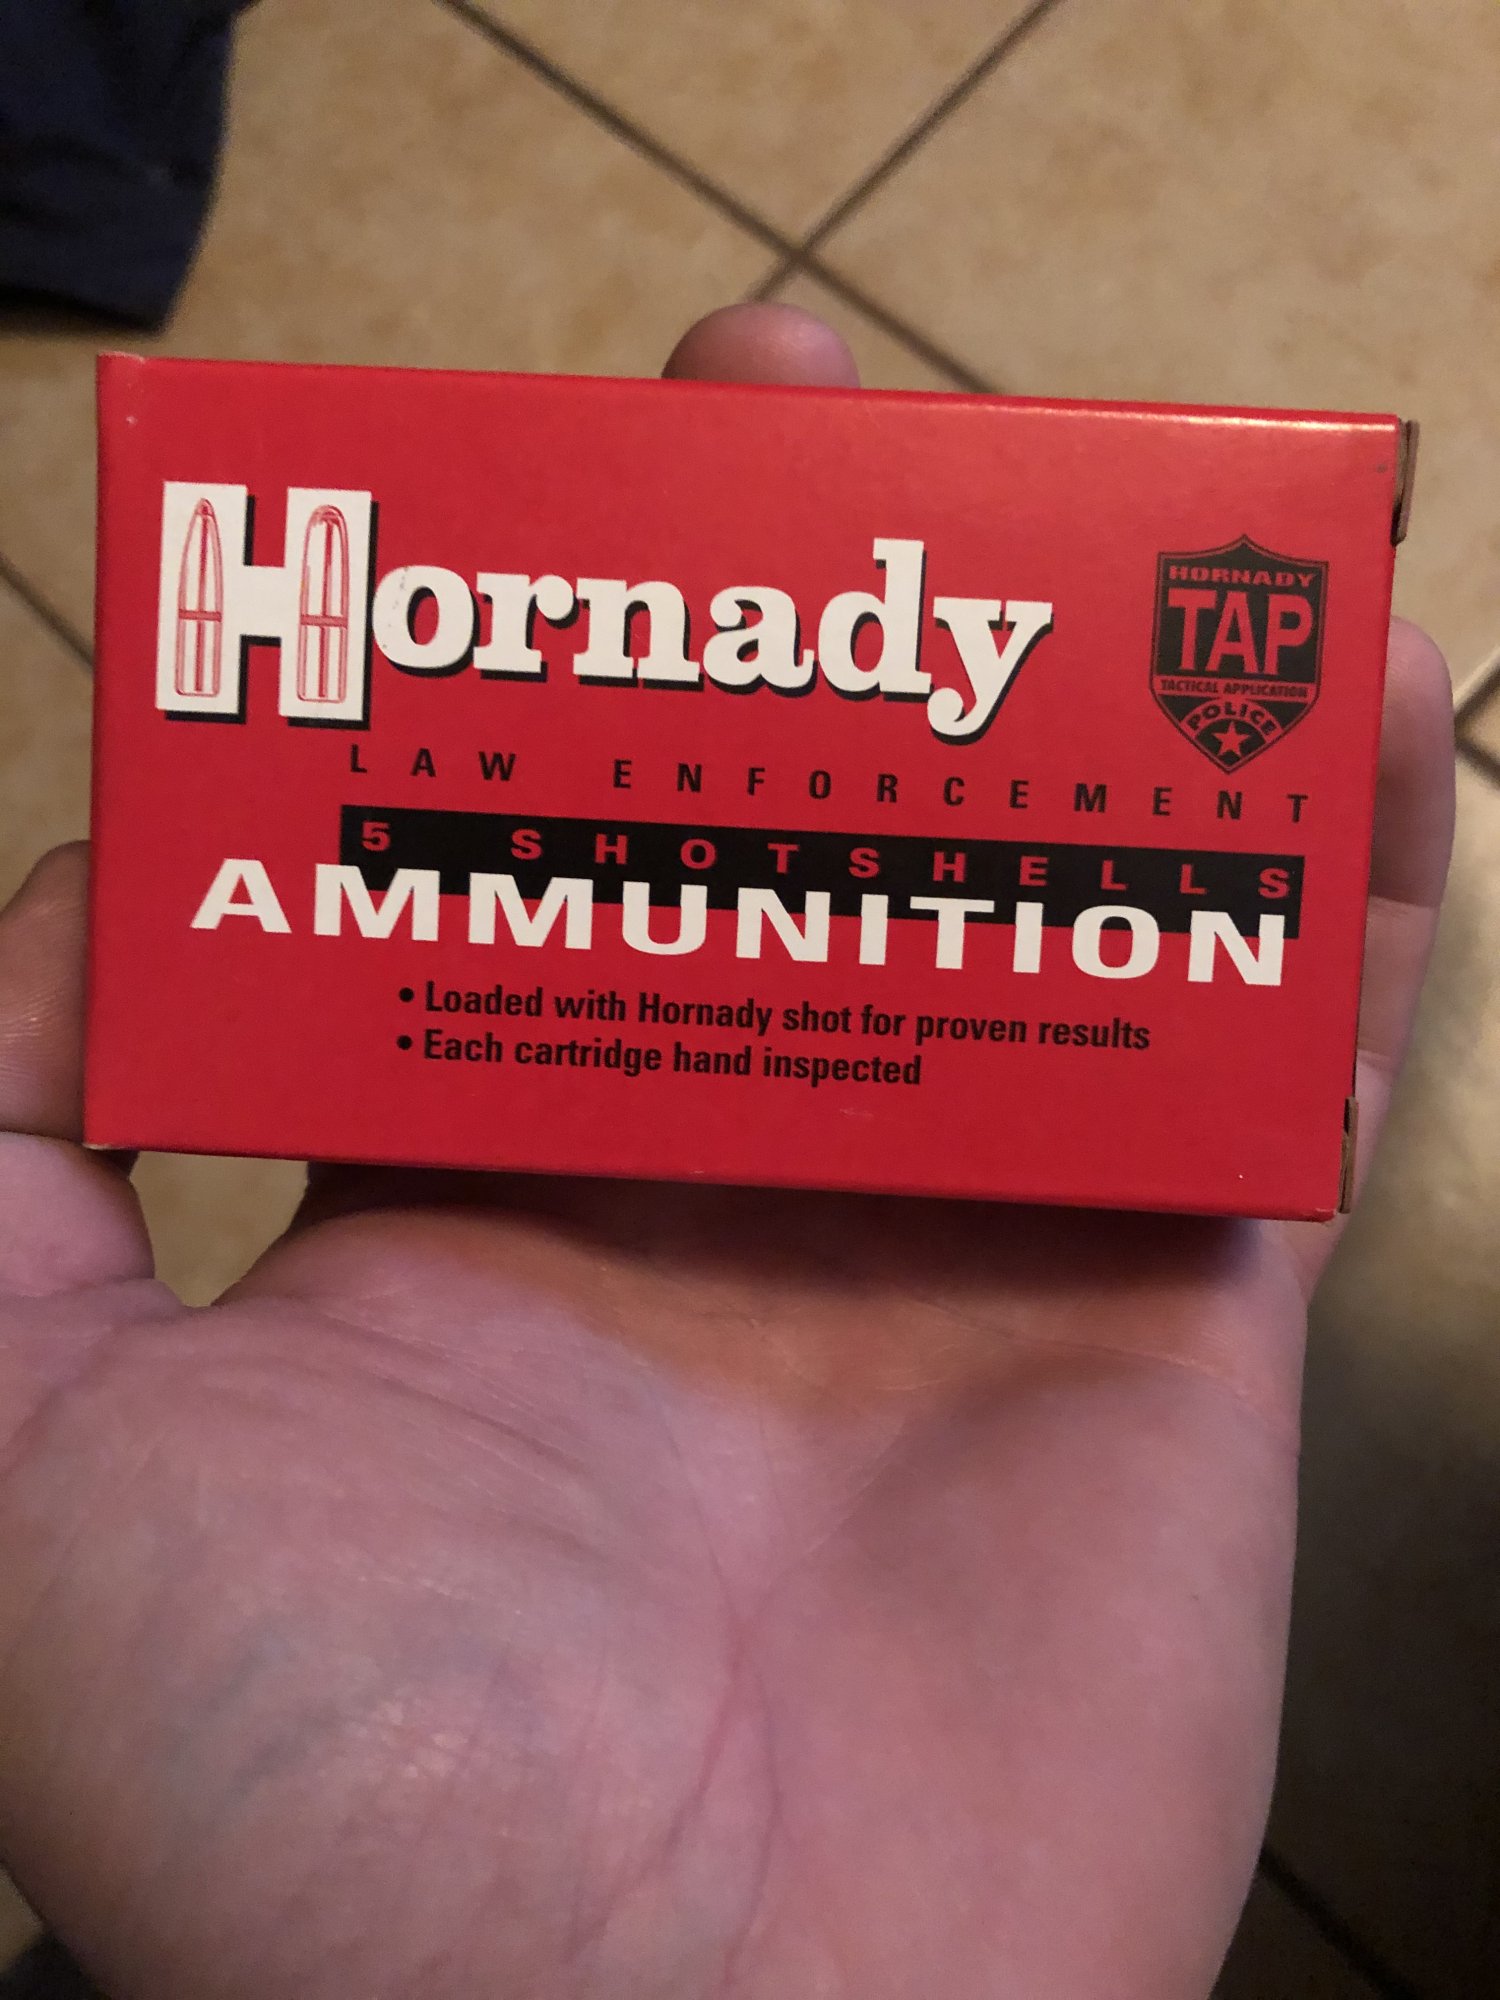 Hornady
HORNADY
TAP
TACTICAL APPLICATION
POLICE
LAW ENFORCEMENT
5 SHOTSHELLS
AMMUNITION
• Loaded with Hornady shot for proven results
• Each cartridge hand inspected